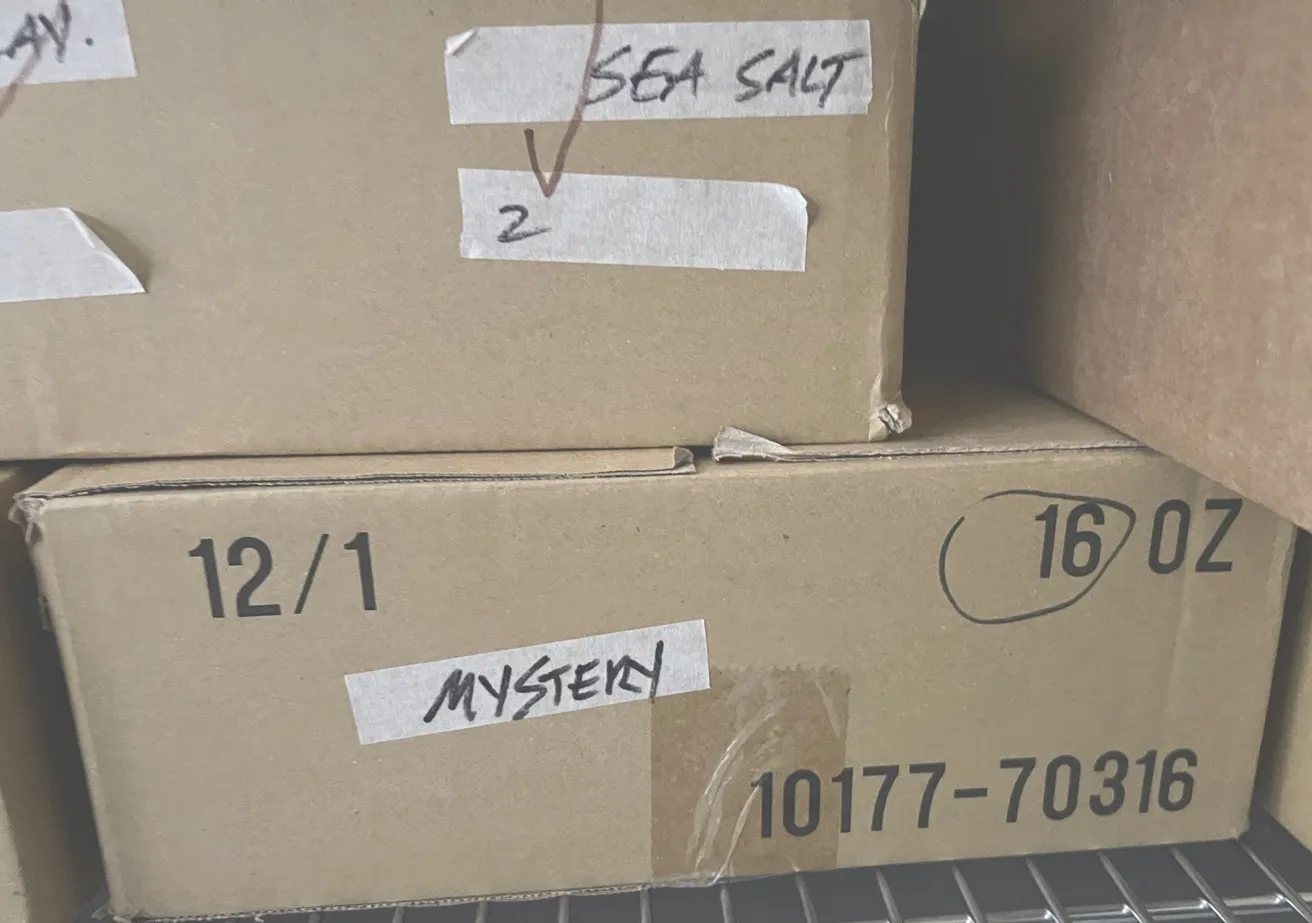 SEA SALT
2
12/1
16 OZ
MYSTERY
10177-70316